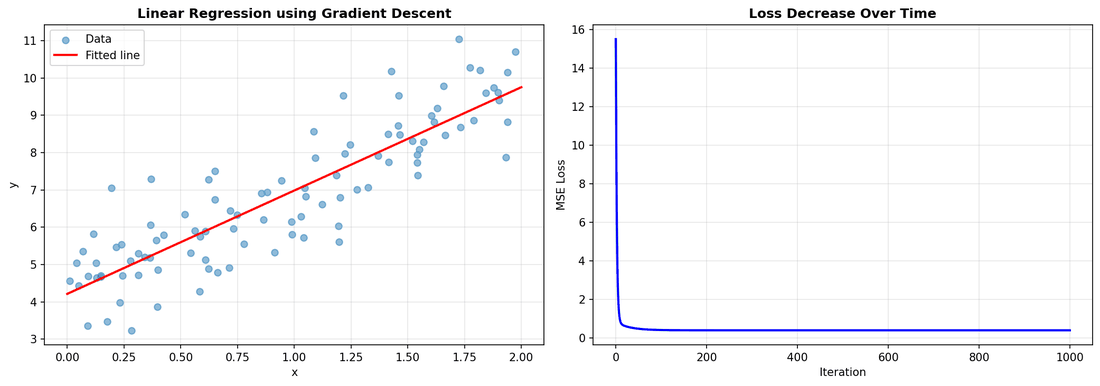 Linear Regression using Gradient Descent
Data
Fitted line
11
10
9
8
7
6
5
4
3
y
0.00 0.25 0.50 0.75 1.00 1.25 1.50 1.75 2.00
x
Loss Decrease Over Time
16
14
12
10
8
6
4
2
0
MSE Loss
0 200 400 600 800 1000
Iteration